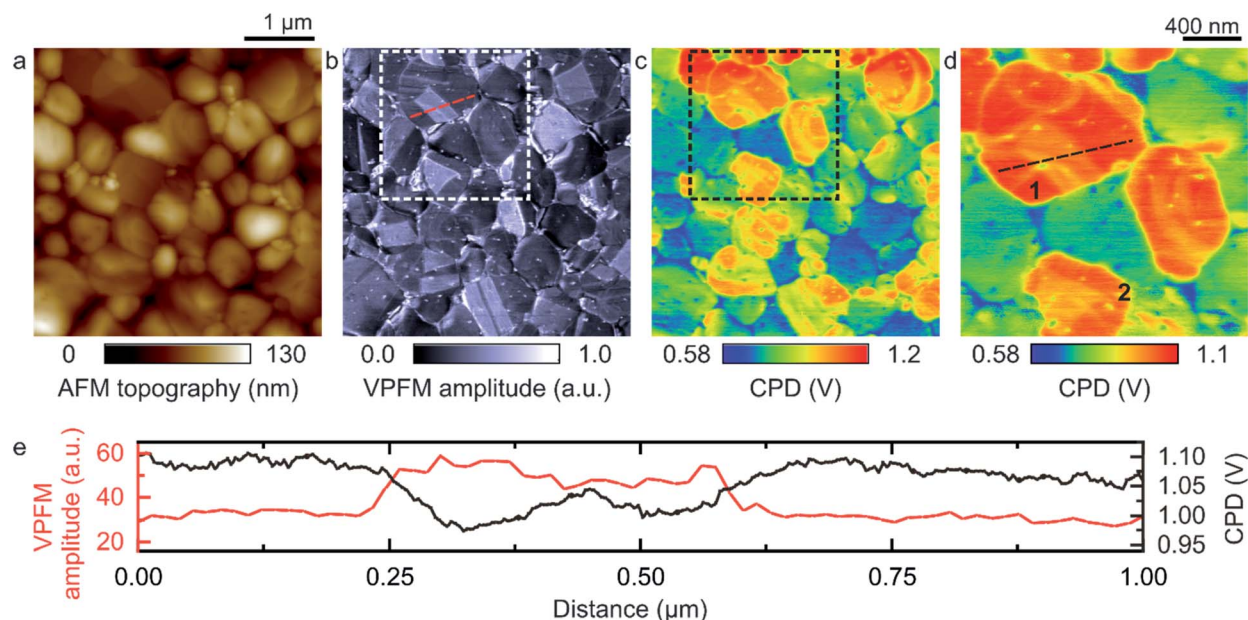 1 µm
400 nm
a
b
c
d
1
2
0
130
0.0
1.0
0.58
1.2
0.58
1.1
AFM topography (nm)
VPFM amplitude (a.u.)
CPD (V)
CPD (V)
e
VPFM
amplitude (a.u.)
60
40
20
1.10
1.05
1.00
0.95
CPD (V)
0.00
0.25
0.50
0.75
1.00
Distance (µm)